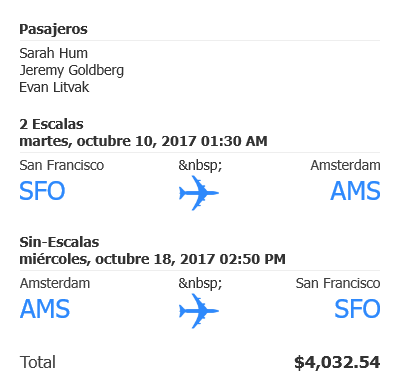 Pasajeros
Sarah Hum
Jeremy Goldberg
Evan Litvak
2 Escalas
martes, octubre 10, 2017 01:30 AM
San Francisco &nbsp; Amsterdam
SFO AMS
Sin-Escalas
miércoles, octubre 18, 2017 02:50 PM
Amsterdam &nbsp; San Francisco
AMS SFO
Total $4,032.54